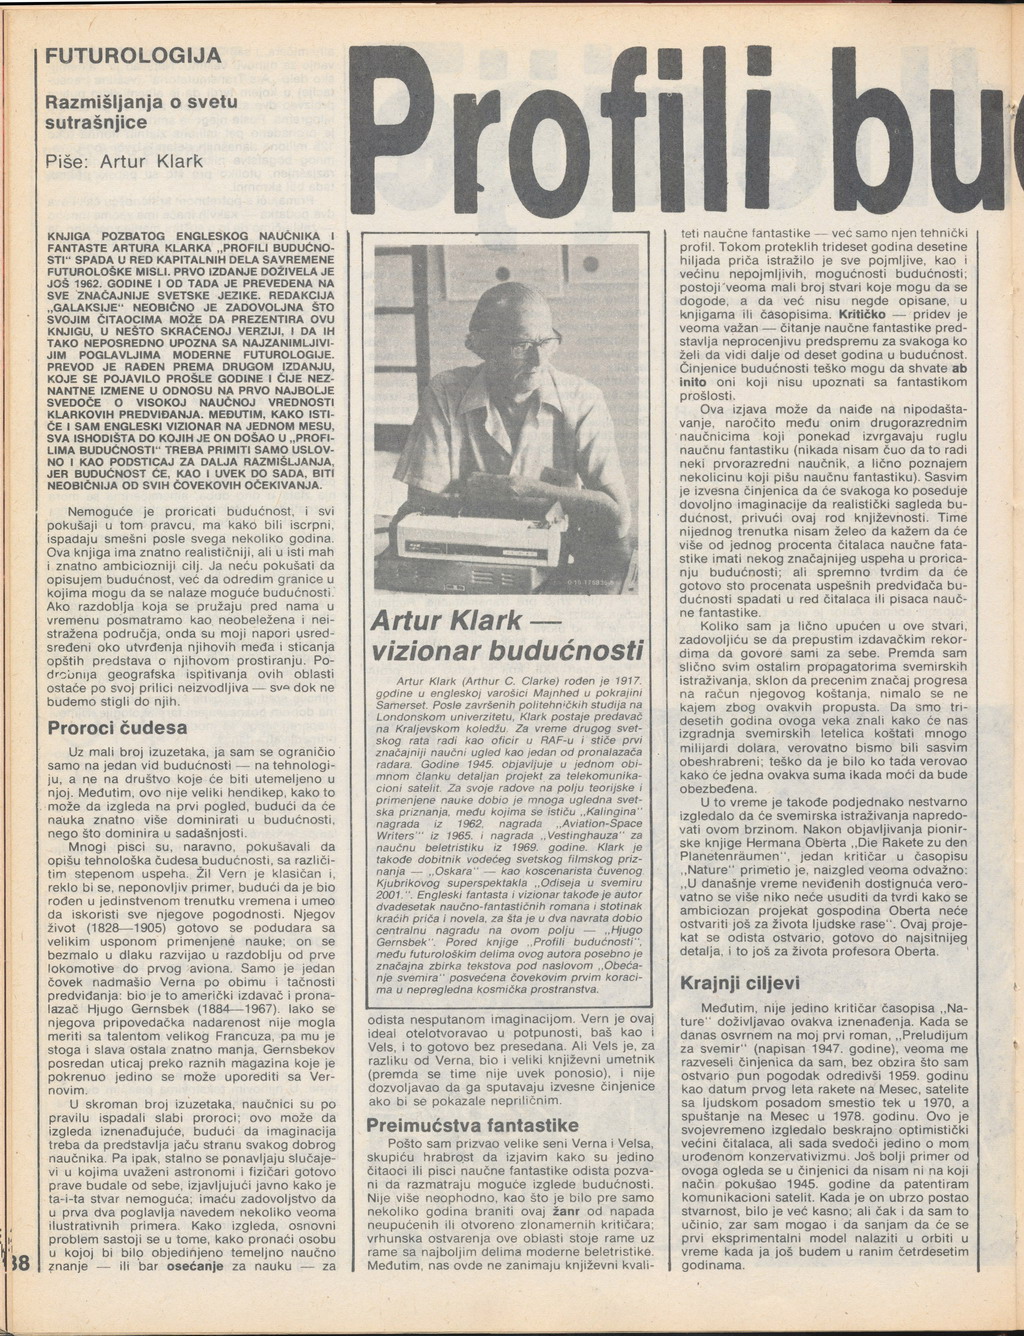 FUTUROLOGIJA
Razmišljanja o svetu
sutrašnjice
Piše: Artur Klark
Profili bu
KNJIGA POZBATOG ENGLESKOG NAUČNIKA I
FANTASTE ARTURA KLARKA „PROFILI BUDUĆNO-
STI" SPADA U RED KAPITALNIH DELA SAVREMENE
FUTUROLOŠKE MISLI. PRVO IZDANJE DOŽIVELA JE
JOŠ 1962. GODINE I OD TADA JE PREVEDENA NA
SVE ZNAČAJNIJE SVETSKE JEZIKE. REDAKCIJA
„GALAKSIJE" NEOBIČNO JE ZADOVOLJNA ŠTO
SVOJIM ČITAOCIMA MOŽE DA PREZENTIRA OVU
KNJIGU, U NEŠTO SKRAĆENOJ VERZIJI, I DA IH
TAKO NEPOSREDNO UPOZNA SA NAJZANIMLJIVI-
JIM POGLAVLJIMA MODERNE FUTUROLOGIJE.
PREVOD JE RAĐEN PREMA DRUGOM IZDANJU,
KOJE SE POJAVILO PROŠLE GODINE I ČIJE NEZ-
NANTNE IZMENE U ODNOSU NA PRVO NAJBOLJE
SVEDOČE O VISOKOJ NAUČNOJ VREDNOSTI
KLARKOVIH PREDVIĐANJA. MEĐUTIM, KAKO ISTI-
ČE I SAM ENGLESKI VIZIONAR NA JEDNOM MESU,
SVA ISHODIŠTA DO KOJIH JE ON DOŠAO U „PROFI-
LIMA BUDUĆNOSTI" TREBA PRIMITI SAMO USLOV-
NO I KAO PODSTICAJ ZA DALJA RAZMIŠLJANJA,
JER BUDUĆNOST ĆE, KAO I UVEK DO SADA, BITI
NEOBIČNIJA OD SVIH ČOVEKOVIH OČEKIVANJA.
Nemoguće je proricati budućnost, i svi
pokušaji u tom pravcu, ma kako bili iscrpni,
ispadaju smešni posle svega nekoliko godina.
Ova knjiga ima znatno realističniji, ali u isti mah
i znatno ambiciozniji cilj. Ja neću pokušati da
opisujem budućnost, već da odredim granice u
kojima mogu da se nalaze moguće budućnosti.
Ako razdoblja koja se pružaju pred nama u
vremenu posmatramo kao neobeležena i nei-
stražena područja, onda su moji napori usred-
sređeni oko utvrđenja njihovih međa i sticanja
opštih predstava o njihovom prostiranju. Po-
drobnija geografska ispitivanja ovih oblasti
ostaće po svoj prilici neizvodljiva — sve dok ne
budemo stigli do njih.
Proroci čudesa
Uz mali broj izuzetaka, ja sam se ograničio
samo na jedan vid budućnosti — na tehnologi-
ju, a ne na društvo koje će biti utemeljeno u
njoj. Međutim, ovo nije veliki hendikep, kako to
može da izgleda na prvi pogled, budući da će
nauka znatno više dominirati u budućnosti,
nego što dominira u sadašnjosti.
Mnogi pisci su, naravno, pokušavali da
opišu tehnološka čudesa budućnosti, sa različi-
tim stepenom uspeha. Žil Vern je klasičan i,
reklo bi se, neponovljiv primer, budući da je bio
rođen u jedinstvenom trenutku vremena i umeo
da iskoristi sve njegove pogodnosti. Njegov
život (1828—1905) gotovo se podudara sa
velikim usponom primenjene nauke; on se
bezmalo u dlaku razvijao u razdoblju od prve
lokomotive do prvog aviona. Samo je jedan
čovek nadmašio Verna po obimu i tačnosti
predviđanja: bio je to američki izdavač i prona-
lazač Hjugo Gernsbek (1884—1967). Iako se
njegova pripovedačka nadarenost nije mogla
meriti sa talentom velikog Francuza, pa mu je
stoga i slava ostala znatno manja, Gernsbekov
posredan uticaj preko raznih magazina koje je
pokrenuo jedino se može uporediti sa Ver-
novim.
U skroman broj izuzetaka, naučnici su po
pravilu ispadali slabi proroci; ovo može da
izgleda iznenađujuće, budući da imaginacija
treba da predstavlja jaču stranu svakog dobrog
naučnika. Pa ipak, stalno se ponavljaju slučaje-
vi u kojima uvaženi astronomi i fizičari gotovo
prave budale od sebe, izjavljujući javno kako je
ta-i-ta stvar nemoguća; imaću zadovoljstvo da
u prva dva poglavlja navedem nekoliko veoma
ilustrativnih primera. Kako izgleda, osnovni
problem sastoji se u tome, kako pronaći osobu
u kojoj bi bilo objedinjeno temeljno naučno
znanje — ili bar osećanje za nauku — za
38
Artur Klark —
vizionar budućnosti
Artur Klark (Arthur C. Clarke) rođen je 1917.
godine u engleskoj varošici Majnhed u pokrajini
Samerset. Posle završenih politehničkih studija na
Londonskom univerzitetu, Klark postaje predavač
na Kraljevskom koledžu. Za vreme drugog svet-
skog rata radi kao oficir u RAF-u i stiče prvi
značajniji naučni ugled kao jedan od pronalazača
radara. Godine 1945. objavljuje u jednom obi-
mnom članku detaljan projekt za telekomunika-
cioni satelit. Za svoje radove na polju teorijske i
primenjene nauke dobio je mnoga ugledna svet-
ska priznanja, među kojima se ističu „Kalingina"
nagrada iz 1962, nagrada „Aviation-Space
Writers'" iz 1965. i nagrada „Vestinghauza" za
naučnu beletristiku iz 1969. godine. Klark je
takođe dobitnik vodećeg svetskog filmskog priz-
nanja — „Oskara" — kao koscenarista čuvenog
Kjubrikovog superspektakla „Odiseja u svemiru
2001.". Engleski fantasta i vizionar takođe je autor
dvadesetak naučno-fantastičnih romana i stotinak
kraćih priča i novela, za šta je u dva navrata dobio
centralnu nagradu na ovom polju — „Hjugo
Gernsbek". Pored knjige „Profili budućnosti",
među futurološkim delima ovog autora posebno je
značajna zbirka tekstova pod naslovom „Obeća-
nje svemira" posvećena čovekovim prvim koraci-
ma u nepregledna kosmička prostranstva.
odista nesputanom imaginacijom. Vern je ovaj
ideal otelotvoravao u potpunosti, baš kao i
Vels, i to gotovo bez presedana. Ali Vels je, za
razliku od Verna, bio i veliki književni umetnik
(premda se time nije uvek ponosio), i nije
dozvoljavao da ga sputavaju izvesne činjenice
ako bi se pokazale nepriličnim.
Preimućstva fantastike
Pošto sam prizvao velike seni Verna i Velsa,
skupiću hrabrost da izjavim kako su jedino
čitaoci ili pisci naučne fantastike odista pozva-
ni da razmatraju moguće izglede budućnosti.
Nije više neophodno, kao što je bilo pre samo
nekoliko godina braniti ovaj žanr od napada
neupućenih ili otvoreno zlonamernih kritičara;
vrhunska ostvarenja ove oblasti stoje rame uz
rame sa najboljim delima moderne beletristike.
Međutim, nas ovde ne zanimaju književni kvali-
teti naučne fantastike — već samo njen tehnički
profil. Tokom proteklih trideset godina desetine
hiljada priča istražilo je sve pojmljive, kao i
većinu nepojmljivih, mogućnosti budućnosti;
postoji veoma mali broj stvari koje mogu da se
dogode, a da već nisu negde opisane, u
knjigama ili časopisima. Kritičko — pridev je
veoma važan — čitanje naučne fantastike pred-
stavlja neprocenjivu predspremu za svakoga ko
želi da vidi dalje od deset godina u budućnost.
Činjenice budućnosti teško mogu da shvate ab
inito oni koji nisu upoznati sa fantastikom
prošlosti.
Ova izjava može da naiđe na nipodašta-
vanje, naročito među onim drugorazrednim
naučnicima koji ponekad izvrgavaju ruglu
naučnu fantastiku (nikada nisam čuo da to radi
neki prvorazredni naučnik, a lično poznajem
nekolicinu koji pišu naučnu fantastiku). Sasvim
je izvesna činjenica da će svakoga ko poseduje
dovoljno imaginacije da realistički sagleda bu-
dućnost, privući ovaj rod književnosti. Time
nijednog trenutka nisam želeo da kažem da će
više od jednog procenta čitalaca naučne fata-
stike imati nekog značajnijeg uspeha u prorica-
nju budućnosti; ali spremno tvrdim da će
gotovo sto procenata uspešnih predviđača bu-
dućnosti spadati u red čitalaca ili pisaca nauč-
ne fantastike.
Koliko sam ja lično upućen u ove stvari,
zadovoljiću se da prepustim izdavačkim rekor-
dima da govore sami za sebe. Premda sam
slično svim ostalim propagatorima svemirskih
istraživanja, sklon da precenim značaj progresa
na račun njegovog koštanja, nimalo se ne
kajem zbog ovakvih propusta. Da smo tri-
desetih godina ovoga veka znali kako će nas
izgradnja svemirskih letelica koštati mnogo
milijardi dolara, verovatno bismo bili sasvim
obeshrabreni; teško da je bilo ko tada verovao
kako će jedna ovakva suma ikada moći da bude
obezbeđena.
U to vreme je takođe podjednako nestvarno
izgledalo da će svemirska istraživanja napredo-
vati ovom brzinom. Nakon objavljivanja pionir-
ske knjige Hermana Oberta „Die Rakete zu den
Planetenräumen", jedan kritičar u časopisu
„Nature" primetio je, naizgled veoma odvažno:
„U današnje vreme neviđenih dostignuća vero-
vatno se više niko neće usuditi da tvrdi kako se
ambiciozan projekat gospodina Oberta neće
ostvariti još za života ljudske rase". Ovaj projek-
kat se odista ostvario, gotovo do najsitnijeg
detalja, i to još za života profesora Oberta.
Krajnji ciljevi
Međutim, nije jedino kritičar časopisa „Na-
ture" doživljavao ovakva iznenađenja. Kada se
danas osvrnem na moj prvi roman, „Preludijum
za svemir" (napisan 1947. godine), veoma me
razveseli činjenica da sam, bez obzira što sam
ostvario pun pogodak odredivši 1959. godinu
kao datum prvog leta rakete na Mesec, satelite
sa ljudskom posadom smestio tek u 1970, a
spuštanje na Mesec u 1978. godinu. Ovo je
svojevremeno izgledalo beskrajno optimistički
većini čitalaca, ali sada svedoči jedino o mom
urođenom konzervativizmu. Još bolji primer od
ovoga ogleda se u činjenici da nisam ni na koji
način pokušao 1945. godine da patentiram
komunikacioni satelit. Kada je on ubrzo postao
stvarnost, bilo je već kasno; ali čak i da sam to
učinio, zar sam mogao i da sanjam da će se
prvi eksprimentalni model nalaziti u orbiti u
vreme kada ja još budem u ranim četrdesetim
godinama.